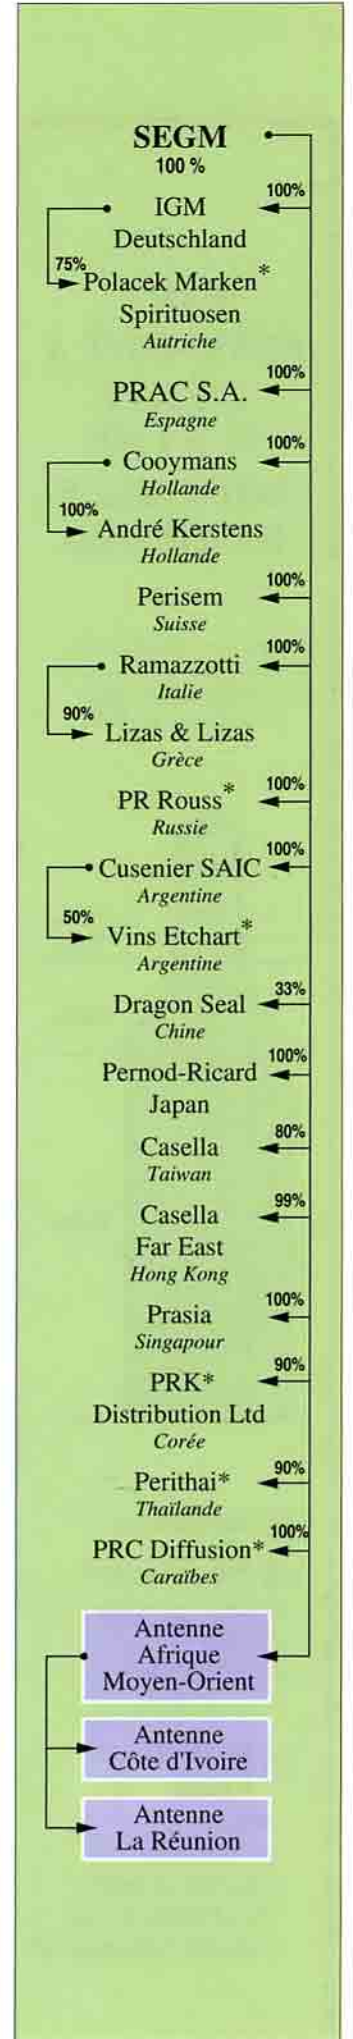 SEGM
100 %
100%
IGM
Deutschland
75%
Polacek Marken*
Spirituosen
Autriche
100%
PRAC S.A.
Espagne
100%
Cooymans
Hollande
100%
André Kerstens
Hollande
100%
Perisem
Suisse
100%
Ramazzotti
Italie
90%
Lizas & Lizas
Grèce
100%
PR Rouss*
Russie
100%
Cusenier SAIC
Argentine
50%
Vins Etchart*
Argentine
33%
Dragon Seal
Chine
100%
Pernod-Ricard
Japan
80%
Casella
Taiwan
99%
Casella
Far East
Hong Kong
100%
Prasia
Singapour
90%
PRK*
Distribution Ltd
Corée
90%
Perithai*
Thaïlande
100%
PRC Diffusion*
Caraïbes
Antenne
Afrique
Moyen-Orient
Antenne
Côte d'Ivoire
Antenne
La Réunion